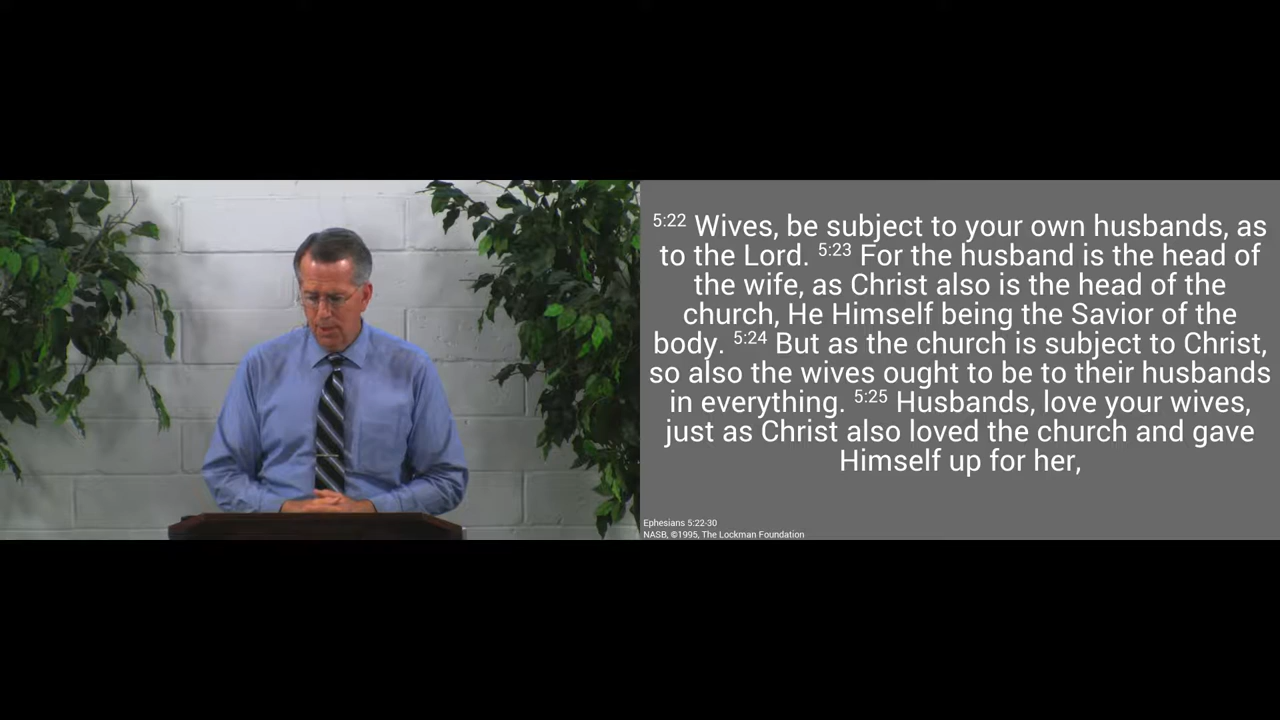 5:22 Wives, be subject to your own husbands, as
to the Lord. 5:23 For the husband is the head of
the wife, as Christ also is the head of the
church, He Himself being the Savior of the
body. 5:24 But as the church is subject to Christ,
so also the wives ought to be to their husbands
in everything. 5:25 Husbands, love your wives,
just as Christ also loved the church and gave
Himself up for her,
Ephesians 5:22-30
NASB, ©1995, The Lockman Foundation